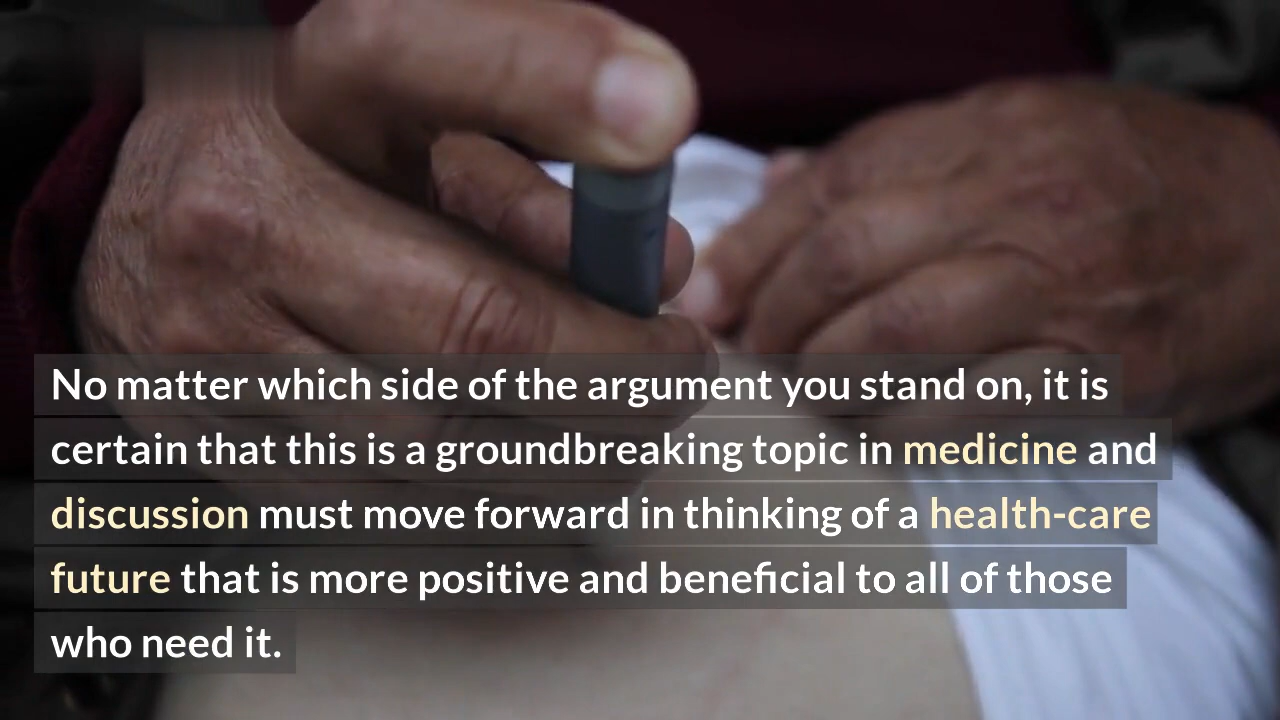 No matter which side of the argument you stand on, it is
certain that this is a groundbreaking topic in medicine and
discussion must move forward in thinking of a health-care
future that is more positive and beneficial to all of those
who need it.